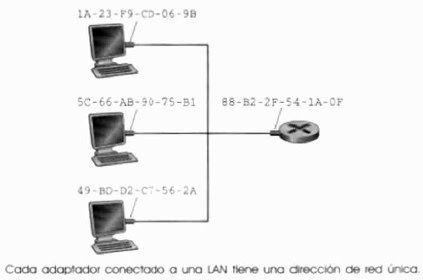 1A-23-F9-CD-06-9B
5C-66-AB-90-75-B1
88-B2-2F-54-1A-0F
49-BD-D2-C7-56-2A
Cada adaptador conectado a una LAN tiene una dirección de red única.